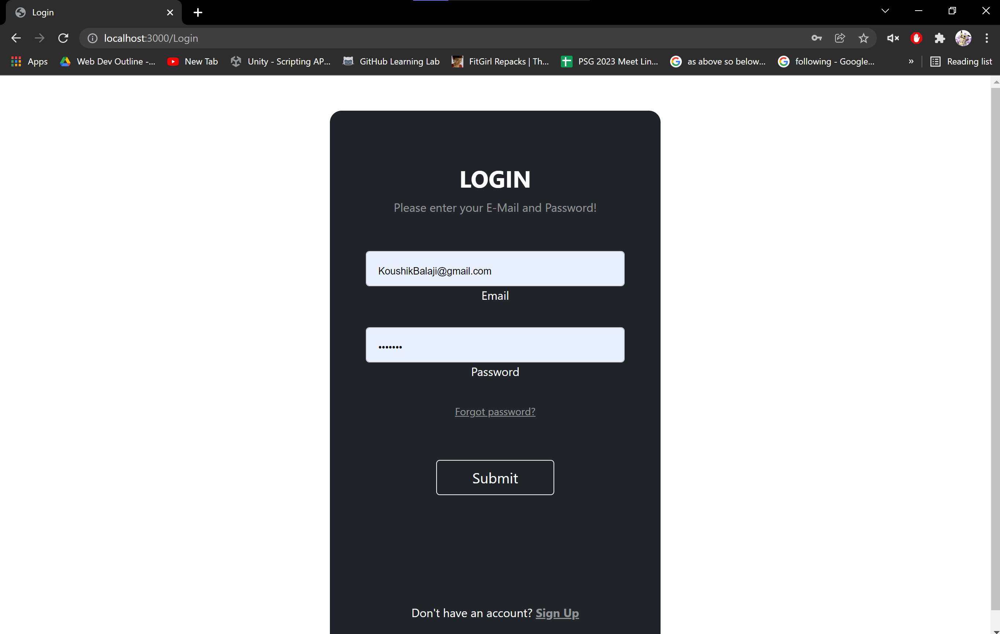 Login
localhost:3000/Login
Apps Web Dev Outline -... New Tab Unity - Scripting AP... GitHub Learning Lab FitGirl Repacks | Th... PSG 2023 Meet Lin... as above so below... following - Google... » Reading list
LOGIN
Please enter your E-Mail and Password!
KoushikBalaji@gmail.com
Email
•••••••
Password
Forgot password?
Submit
Don't have an account? Sign Up